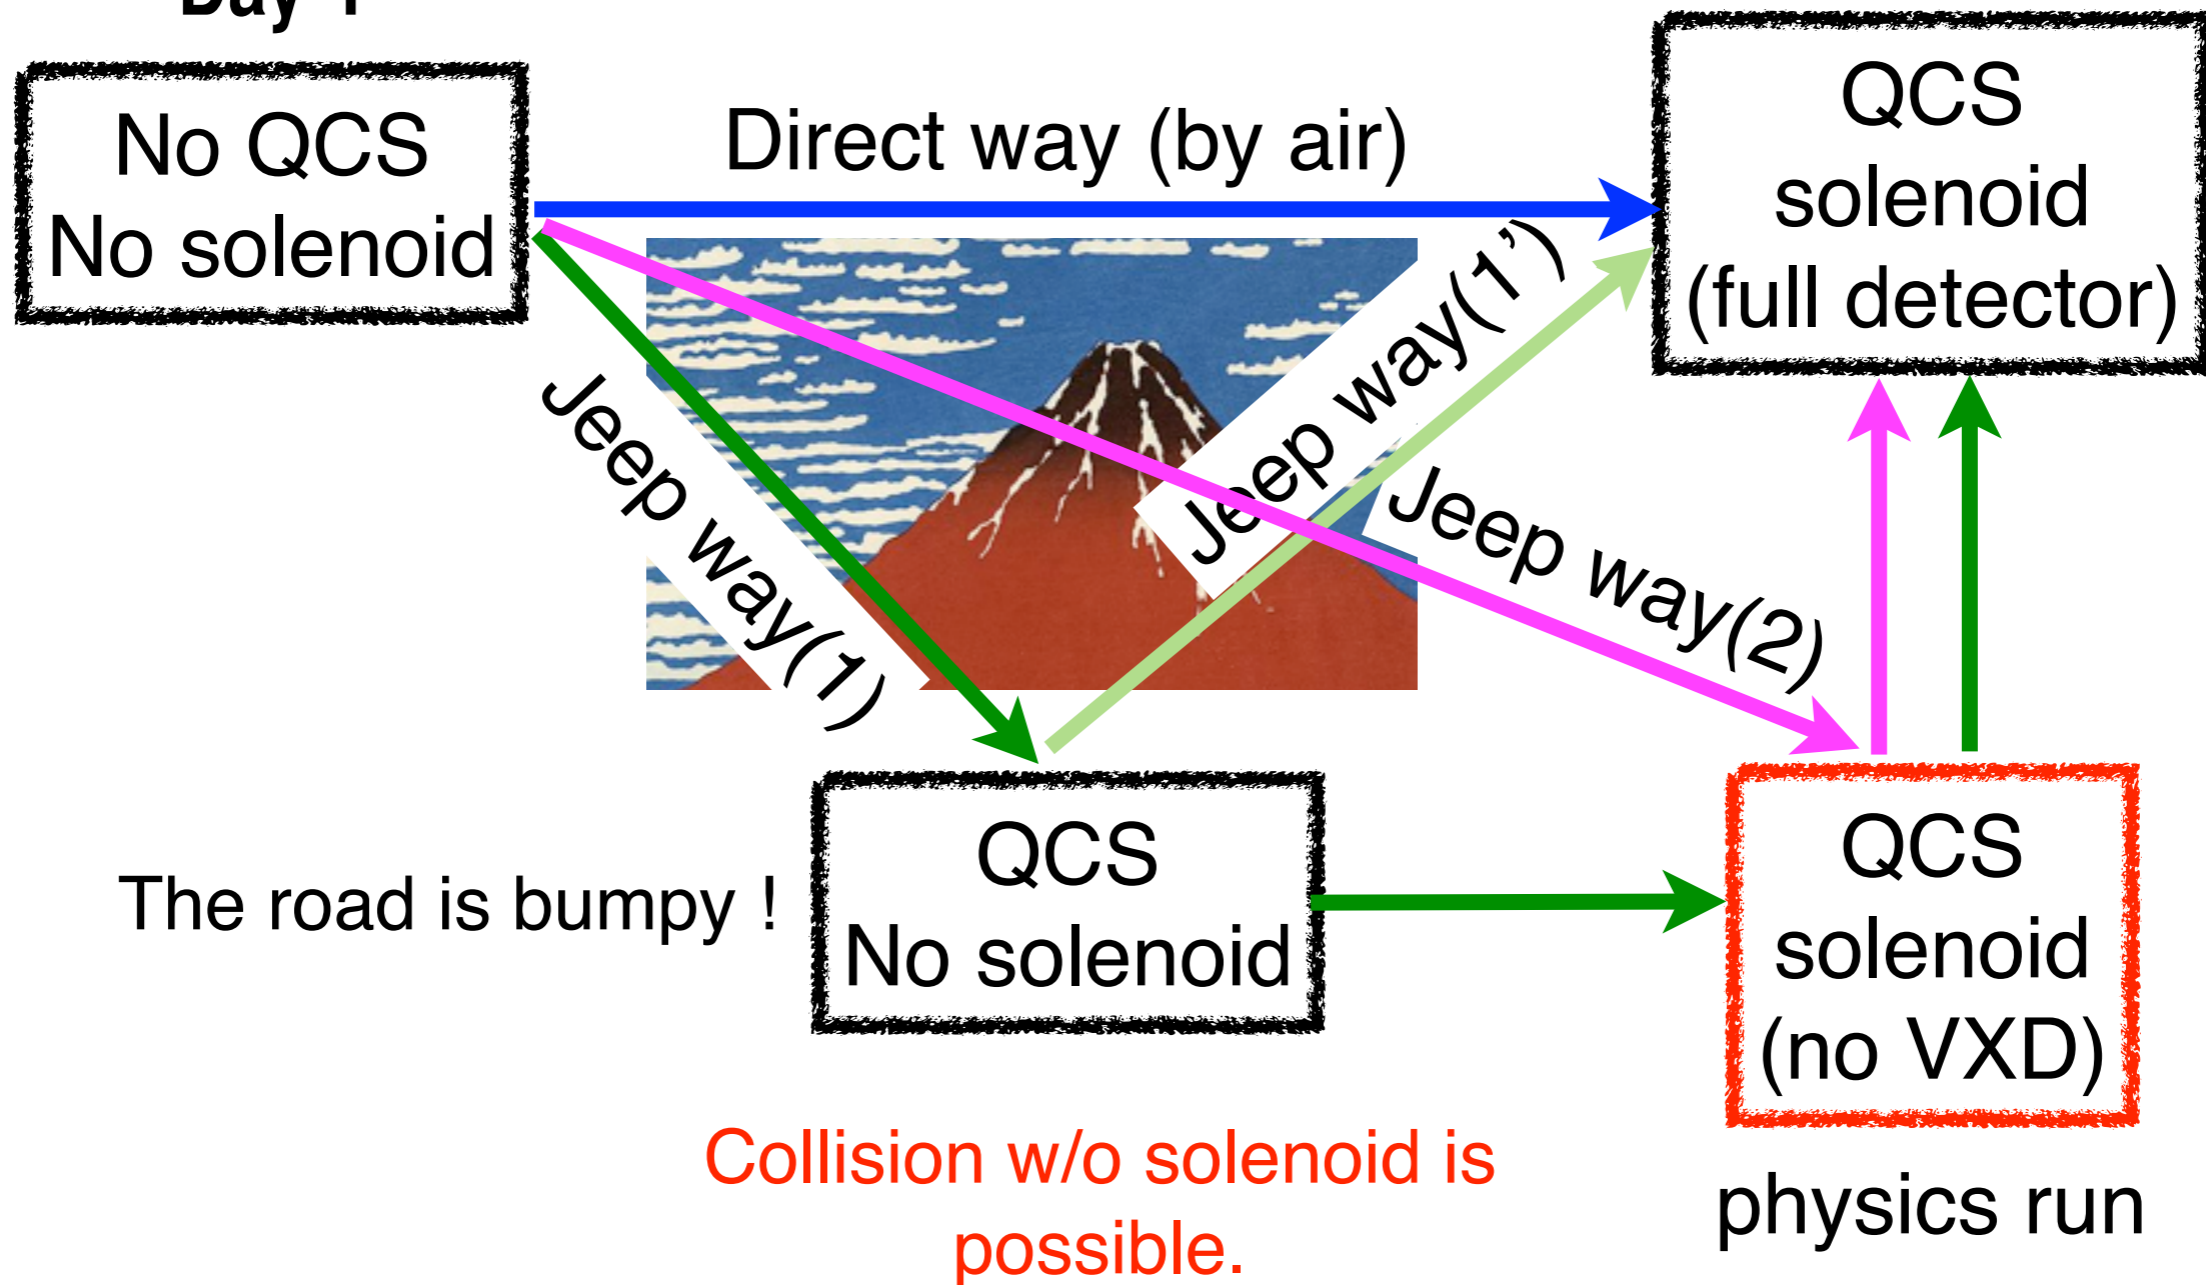 No QCS
No solenoid
Direct way (by air)
QCS
solenoid
(full detector)
Jeep way(1)
Jeep way(1’)
Jeep way(2)
The road is bumpy !
QCS
No solenoid
QCS
solenoid
(no VXD)
Collision w/o solenoid is
possible.
physics run